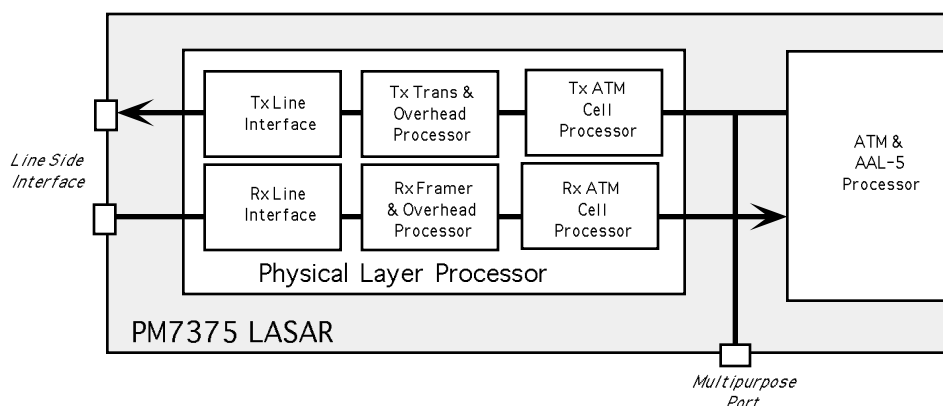 Tx Line
Interface
Tx Trans &
Overhead
Processor
Tx ATM
Cell
Processor
ATM &
AAL-5
Processor
Line Side
Interface
Rx Line
Interface
Rx Framer
& Overhead
Processor
Rx ATM
Cell
Processor
Physical Layer Processor
PM7375 LASAR
Multipurpose
Port